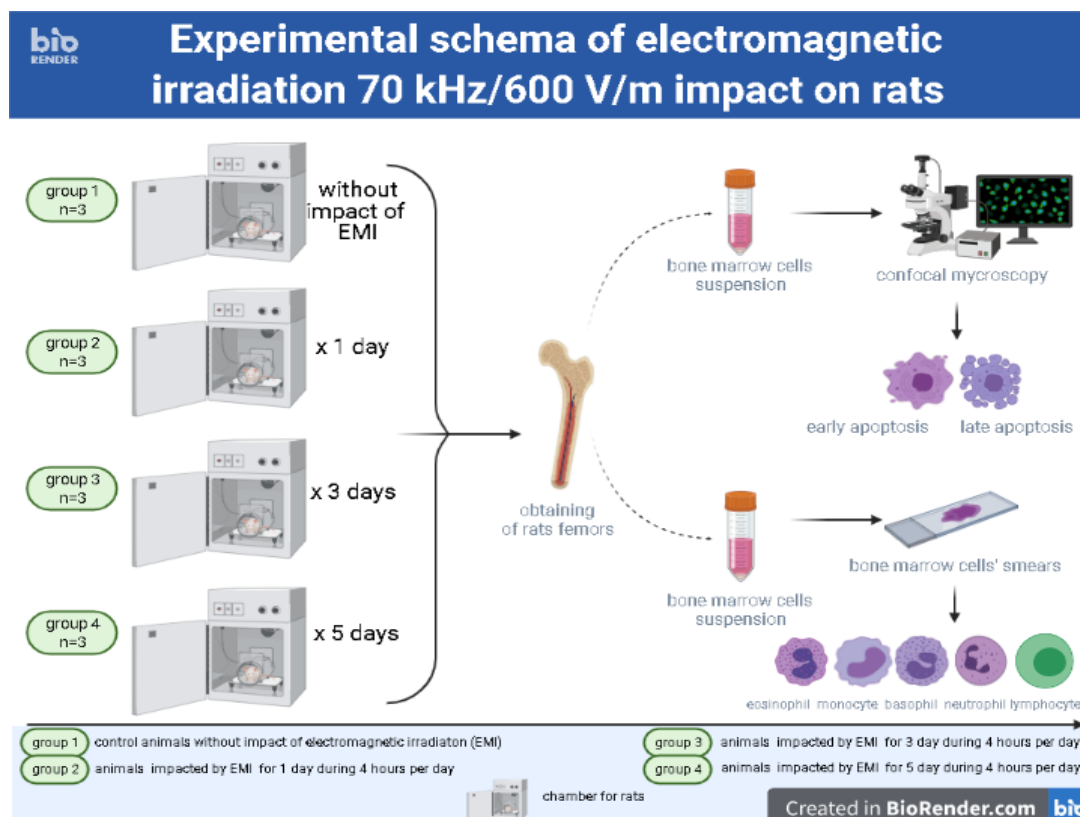 bio
RENDER
Experimental schema of electromagnetic
irradiation 70 kHz/600 V/m impact on rats
group 1
n=3
without
impact of
EMI
group 2
n=3
x 1 day
group 3
n=3
x 3 days
group 4
n=3
x 5 days
obtaining
of rats femors
bone marrow cells
suspension
confocal mycroscopy
early apoptosis
late apoptosis
bone marrow cells
suspension
bone marrow cells' smears
eosinophil monocyte basophil neutrophil lymphocyte
group 1 control animals without impact of electromagnetic irradiaton (EMI)
group 2 animals impacted by EMI for 1 day during 4 hours per day
group 3 animals impacted by EMI for 3 day during 4 hours per day
group 4 animals impacted by EMI for 5 day during 4 hours per day
chamber for rats
Created in BioRender.com bio